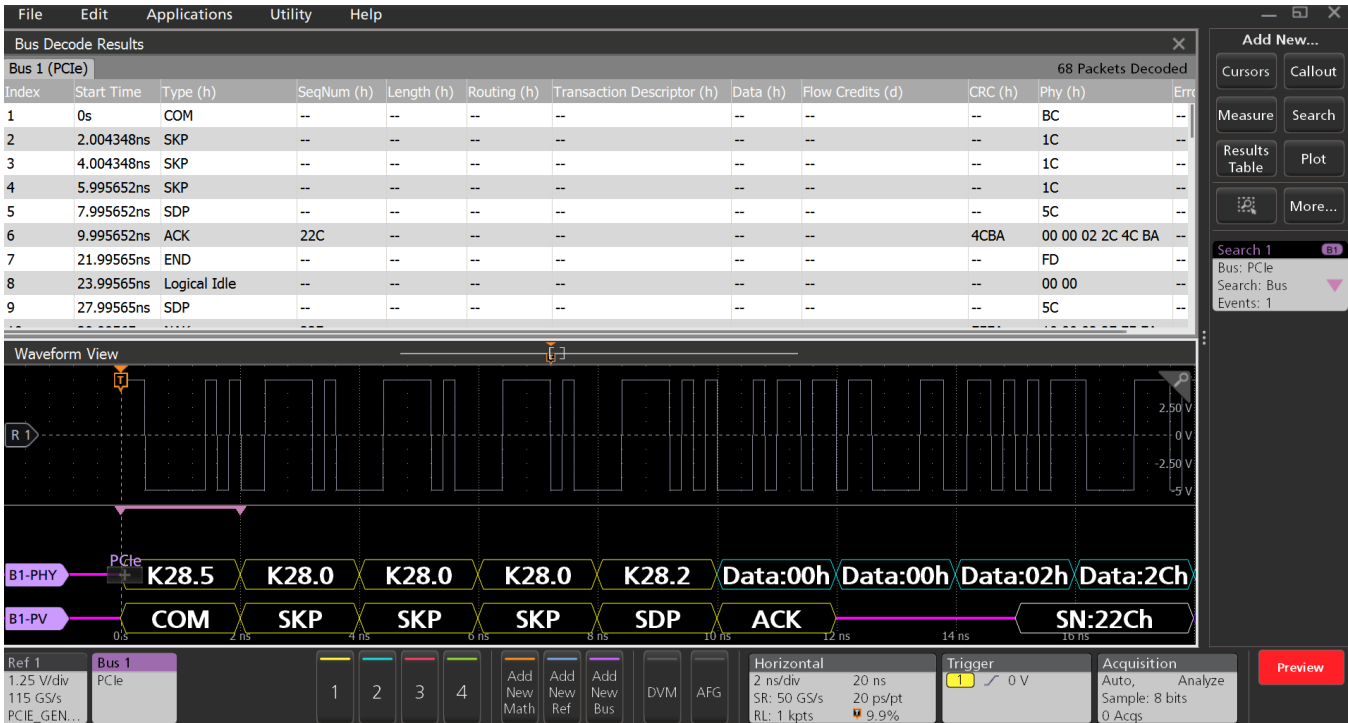 File Edit Applications Utility Help
Bus Decode Results
Bus 1 (PCIe) 68 Packets Decoded
Index Start Time Type (h) SeqNum (h) Length (h) Routing (h) Transaction Descriptor (h) Data (h) Flow Credits (d) CRC (h) Phy (h) Erro
1 0s COM -- -- -- -- -- -- -- BC --
2 2.004348ns SKP -- -- -- -- -- -- -- 1C --
3 4.004348ns SKP -- -- -- -- -- -- -- 1C --
4 5.995652ns SKP -- -- -- -- -- -- -- 1C --
5 7.995652ns SDP -- -- -- -- -- -- -- 5C --
6 9.995652ns ACK 22C -- -- -- -- -- 4CBA 00 00 02 2C 4C BA --
7 21.99565ns END -- -- -- -- -- -- -- FD --
8 23.99565ns Logical Idle -- -- -- -- -- -- -- 00 00 --
9 27.99565ns SDP -- -- -- -- -- -- -- 5C --
Waveform View
T
R 1
2.50 V
0 V
-2.50 V
-5 V
PCIe
B1-PHY K28.5 K28.0 K28.0 K28.0 K28.2 Data:00h Data:00h Data:02h Data:2Ch
B1-PV COM SKP SKP SKP SDP ACK SN:22Ch
0s 2 ns 4 ns 6 ns 8 ns 10 ns 12 ns 14 ns 16 ns
Add New...
Cursors Callout
Measure Search
Results Table Plot
More...
Search 1 B1
Bus: PCIe
Search: Bus
Events: 1
Ref 1
1.25 V/div
115 GS/s
PCIE_GEN...
Bus 1
PCIe
1 2 3 4
Add New Math
Add New Ref
Add New Bus
DVM
AFG
Horizontal
2 ns/div 20 ns
SR: 50 GS/s 20 ps/pt
RL: 1 kpts 9.9%
Trigger
1 0 V
Acquisition
Auto, Analyze
Sample: 8 bits
0 Acqs
Preview